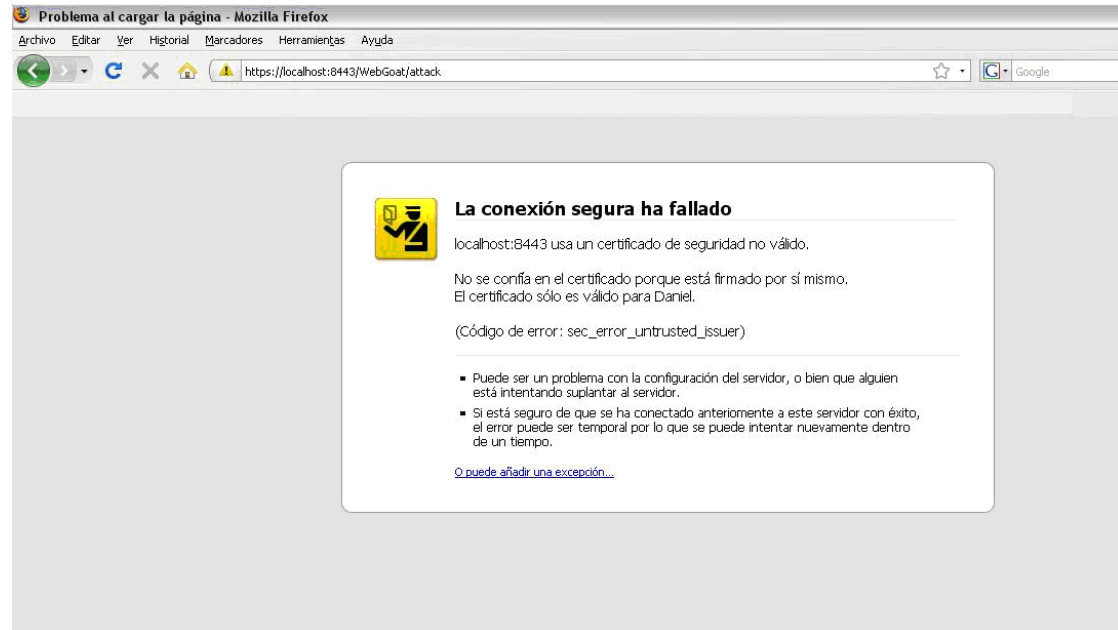 Problema al cargar la página - Mozilla Firefox
Archivo Editar Ver Historial Marcadores Herramientas Ayuda
https://localhost:8443/WebGoat/attack G Google
La conexión segura ha fallado
localhost:8443 usa un certificado de seguridad no válido.
No se confía en el certificado porque está firmado por sí mismo.
El certificado sólo es válido para Daniel.
(Código de error: sec_error_untrusted_issuer)
Puede ser un problema con la configuración del servidor, o bien que alguien
está intentando suplantar al servidor.
Si está seguro de que se ha conectado anteriomente a este servidor con éxito,
el error puede ser temporal por lo que se puede intentar nuevamente dentro
de un tiempo.
O puede añadir una excepción...